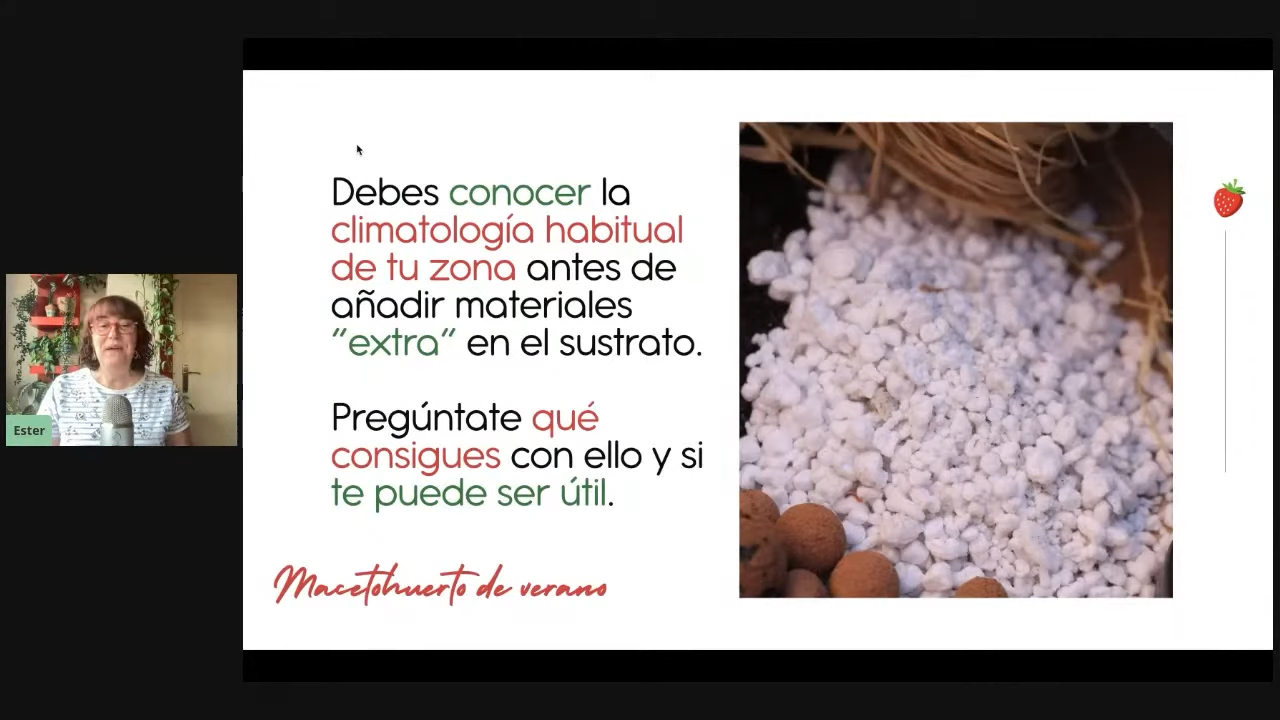 Debes conocer la
climatología habitual
de tu zona antes de
añadir materiales
“extra” en el sustrato.
Pregúntate qué
consigues con ello y si
te puede ser útil.
Macetohuerto de verano
Ester